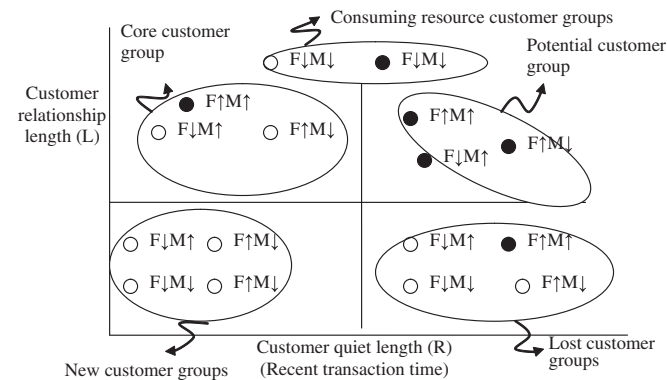 Consuming resource customer groups
Core customer
group
F↓M↓ F↓M↓
Potential customer
group
Customer
relationship
length (L)
F↑M↑
F↓M↑ F↑M↓
F↑M↑
F↑M↓
F↓M↑
F↓M↑ F↑M↓
F↓M↓ F↑M↓
F↓M↑ F↑M↑
F↓M↓ F↑M↓
New customer groups
Customer quiet length (R)
(Recent transaction time)
Lost customer
groups